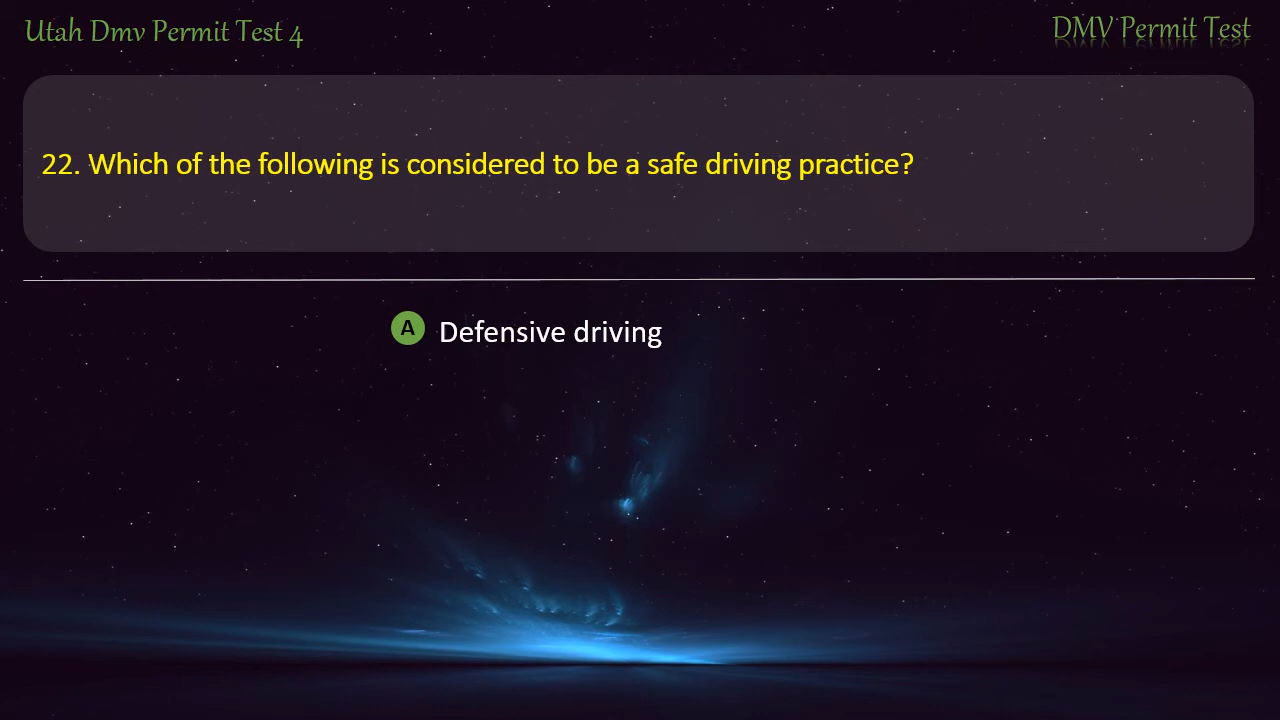 Utah Dmv Permit Test 4
DMV Permit Test
22. Which of the following is considered to be a safe driving practice?
A Defensive driving